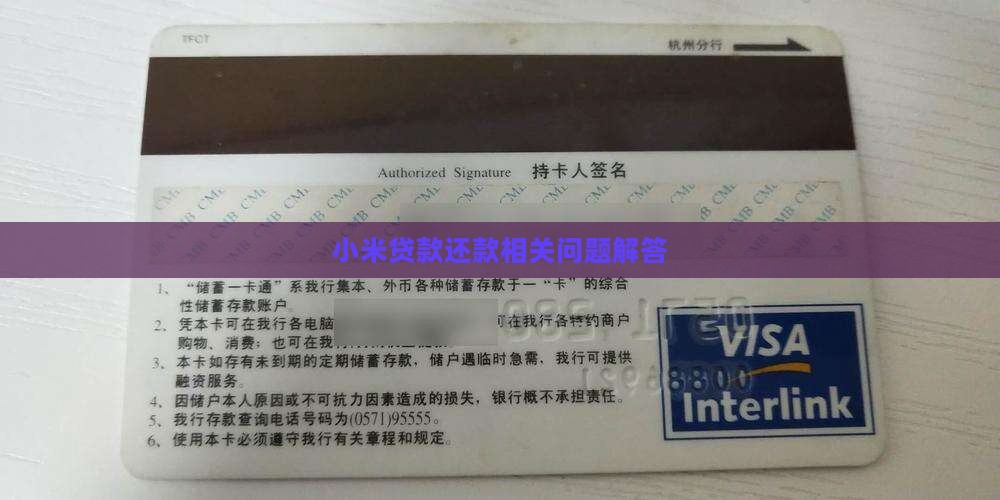 TECT
杭州分行
Authorized Signature 持卡人签名
CMB CMB CMB CMB CMB CMB
小米贷款还款相关问题解答
1、“储蓄一卡通”系我行集本、外币各种储蓄存款于一“卡”的综合
性储蓄存款账户
2、凭本卡可在我行各电脑 可在我行各特约商户
购物、消费；也可在我
3、本卡如存有未到期的定期储蓄存款，储户遇临时急需，我行可提供
融资服务。
4、因储户本人原因或不可抗力因素造成的损失，银行概不承担责任。
5、我行存款查询电话号码为(0571)95555。
6、使用本卡必须遵守我行有关章程和规定。
VISA
Interlink